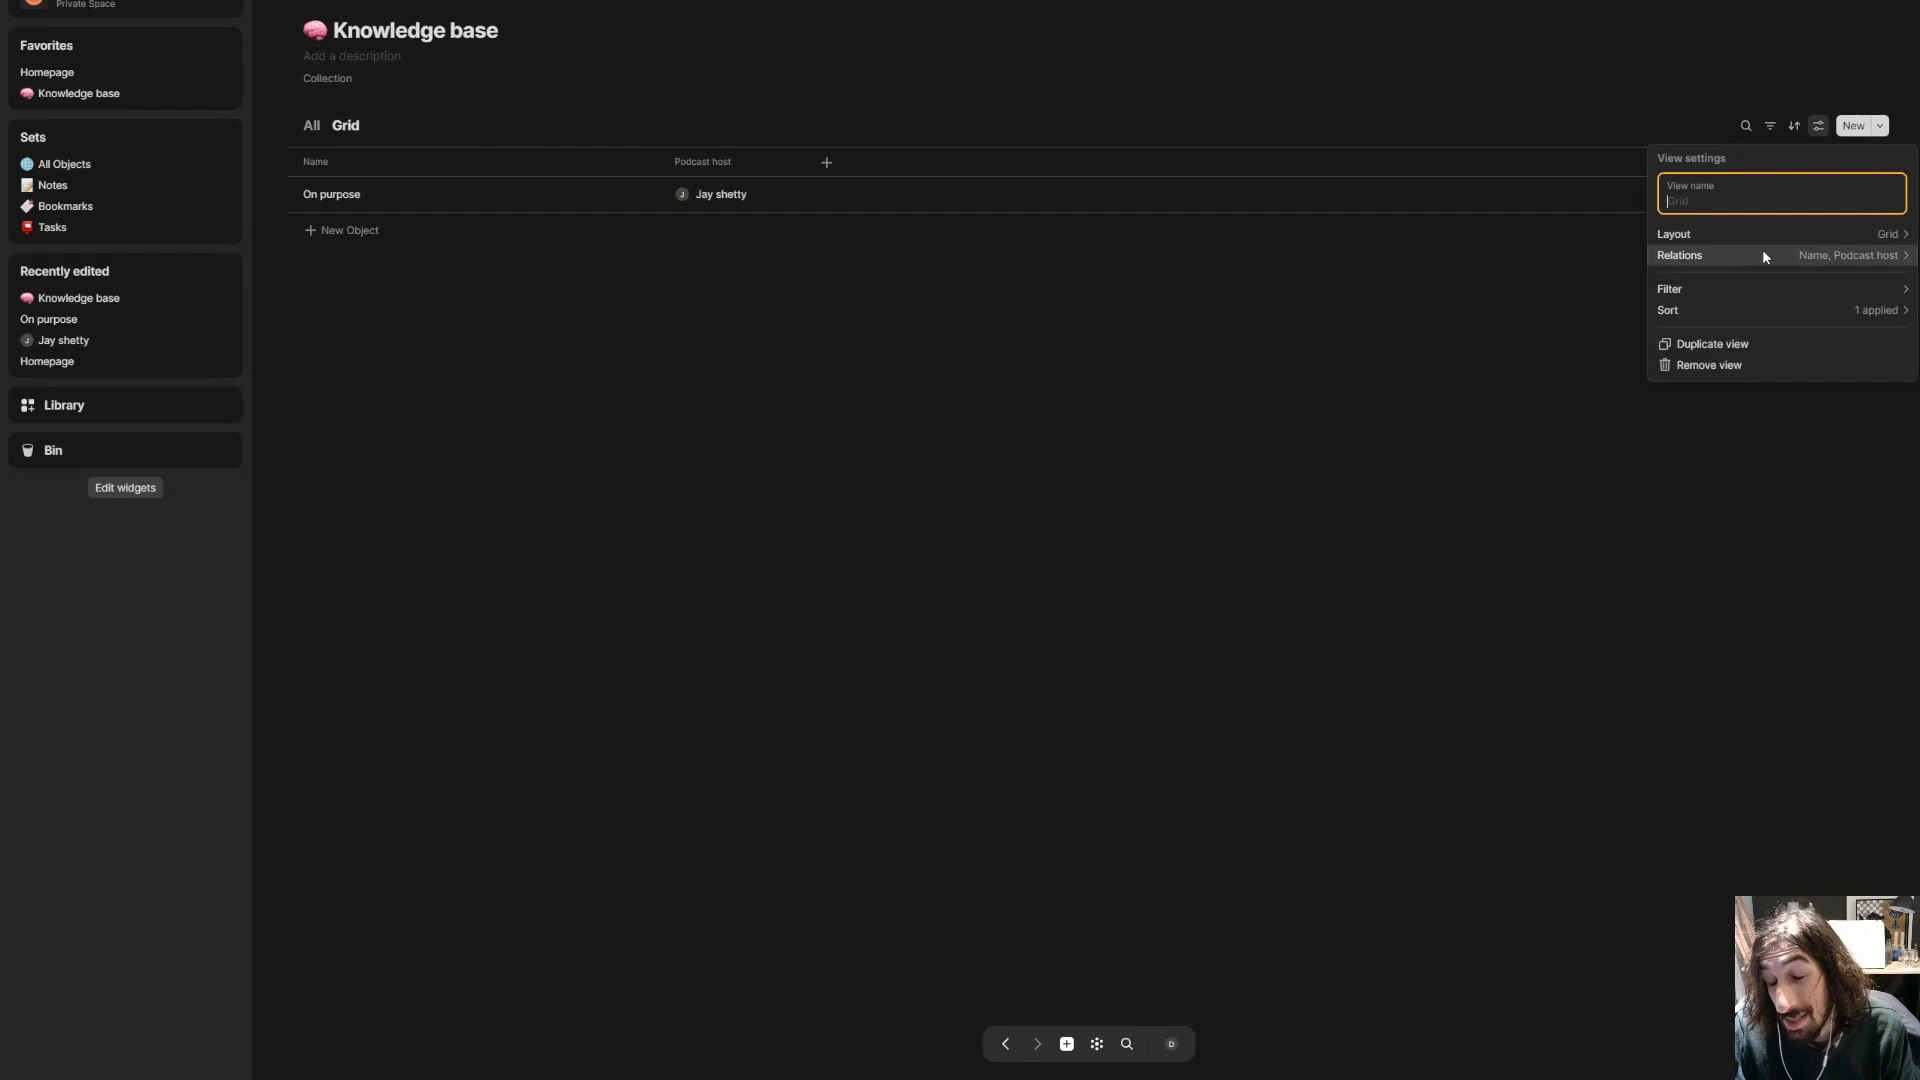 Private Space
Favorites
Homepage
Knowledge base
Sets
All Objects
Notes
Bookmarks
Tasks
Recently edited
Knowledge base
On purpose
J Jay shetty
Homepage
Library
Bin
Edit widgets
Knowledge base
Add a description
Collection
All Grid
New
Name Podcast host
On purpose J Jay shetty
New Object
View settings
View name
Grid
Layout Grid
Relations Name, Podcast host
Filter
Sort 1 applied
Duplicate view
Remove view
D